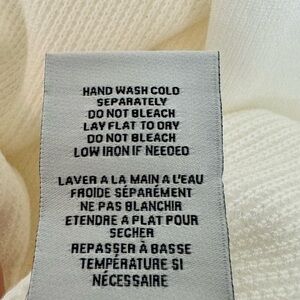 HAND WASH COLD
SEPARATELY
DO NOT BLEACH
LAY FLAT TO DRY
DO NOT BLEACH
LOW IRON IF NEEDED
LAVER A LA MAIN A L'EAU
FROIDE SÉPARÉMENT
NE PAS BLANCHIR
ETENDRE A PLAT POUR
SECHER
REPASSER À BASSE
TEMPÉRATURE SI
NÉCESSAIRE